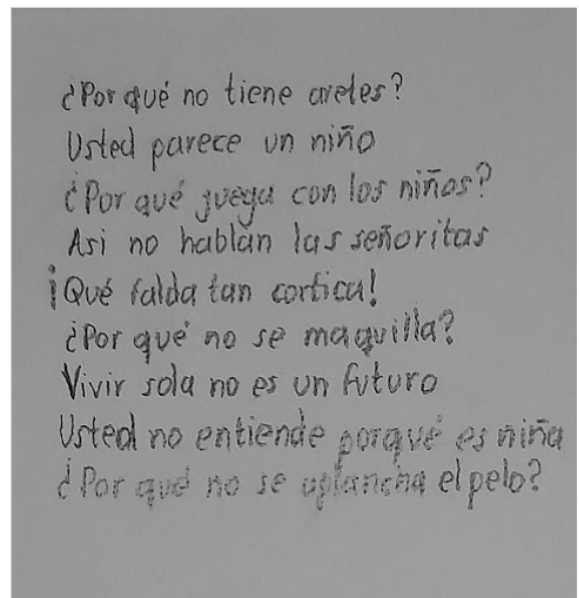 ¿Por qué no tiene aretes?
Usted parece un niño
¿Por qué juega con los niños?
Asi no hablan las señoritas
¡Qué falda tan cortica!
¿Por qué no se maquilla?
Vivir sola no es un futuro
Usted no entiende porqué es niña
¿Por qué no se aplancha el pelo?